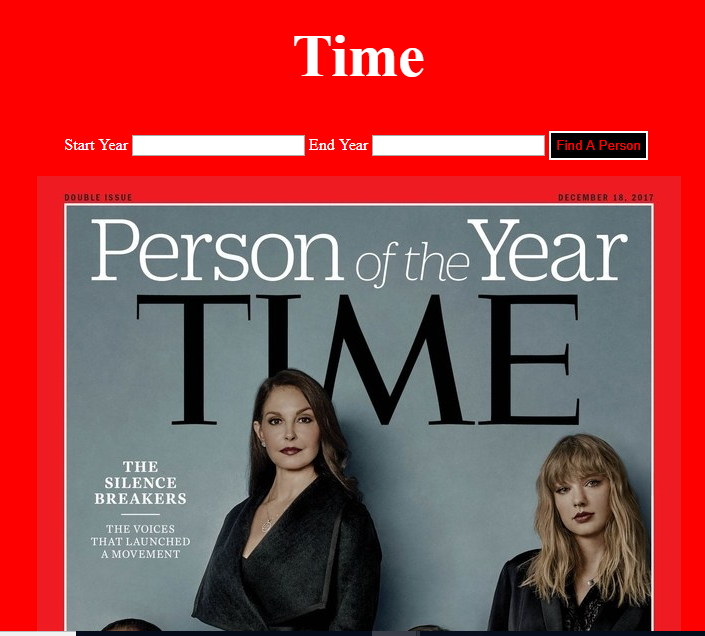 Time
Start Year End Year Find A Person
DOUBLE ISSUE DECEMBER 18, 2017
Person of the Year
TIME
THE
SILENCE
BREAKERS
THE VOICES
THAT LAUNCHED
A MOVEMENT